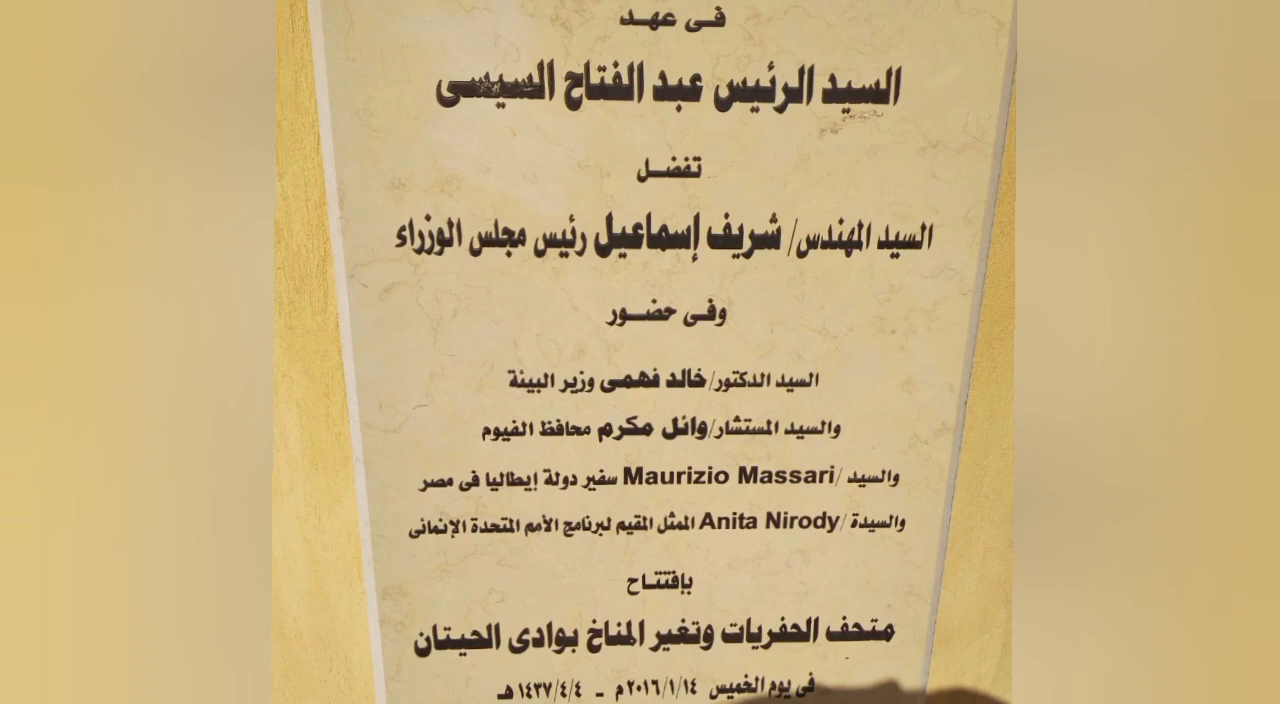 فى عهد
السيد الرئيس عبد الفتاح السيسى
تفضل
السيد المهندس/ شريف إسماعيل رئيس مجلس الوزراء
وفى حضور
السيد الدكتور/خالد فهمى وزير البيئة
والسيد المستشار/وائل مكرم محافظ الفيوم
والسيد /Maurizio Massari سفير دولة إيطاليا فى مصر
والسيدة /Anita Nirody الممثل المقيم لبرنامج الأمم المتحدة الإنمائى
بإفتتاح
متحف الحفريات وتغير المناخ بوادى الحيتان
فى يوم الخميس ٢٠١٦/١/١٤م - ١٤٣٧/٤/٤هـ